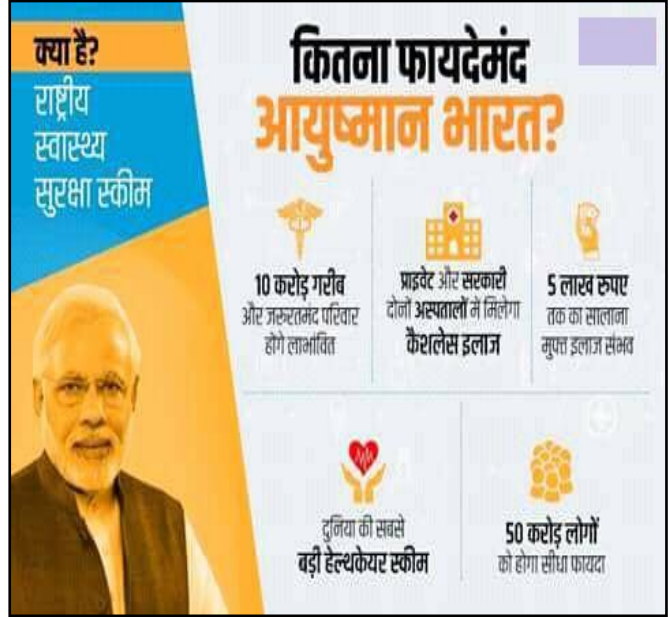 क्या है?
राष्ट्रीय
स्वास्थ्य
सुरक्षा स्कीम
कितना फायदेमंद
आयुष्मान भारत?
10 करोड़ गरीब
और जरुरतमंद परिवार
होंगे लाभांवित
प्राइवेट और सरकारी
दोनों अस्पतालों में मिलेगा
कैशलेस इलाज
5 लाख रुपए
तक का सालाना
मुफ्त इलाज संभव
दुनिया की सबसे
बड़ी हेल्थकेयर स्कीम
50 करोड़ लोगों
को होगा सीधा फायदा